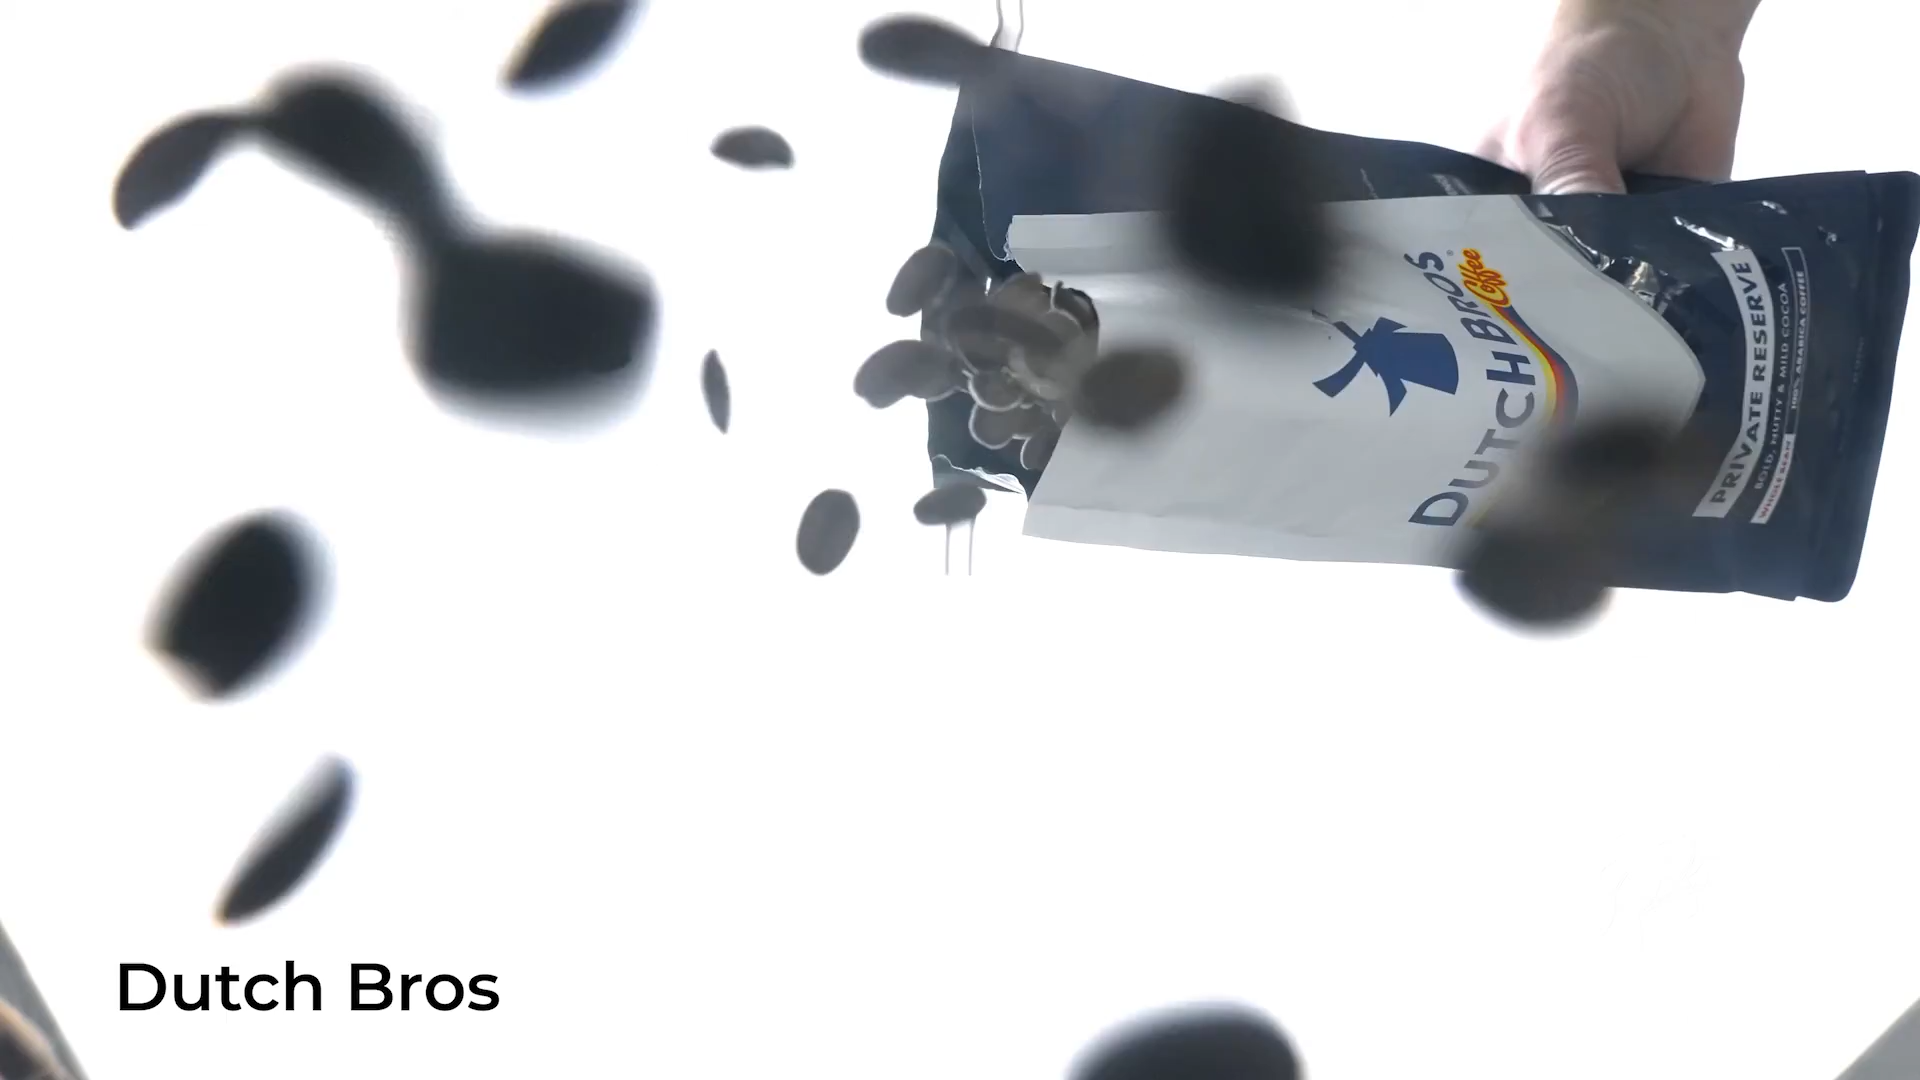 DUTCH BROS®
Coffee
PRIVATE RESERVE
BOLD, NUTTY & MILD COCOA
WHOLE BEAN
100% ARABICA COFFEE
Dutch Bros